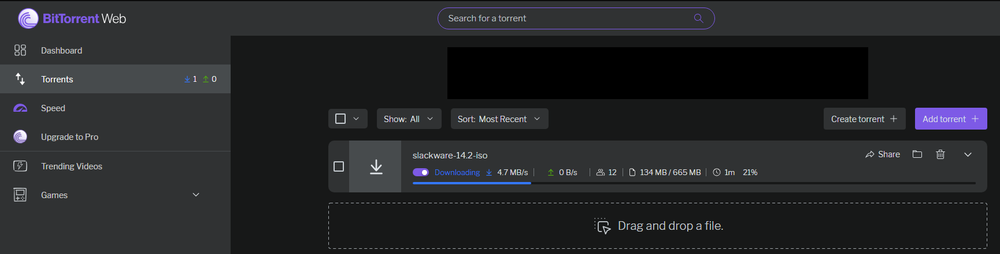 BitTorrent Web
Search for a torrent
Dashboard
Torrents 1 0
Speed
Upgrade to Pro
Trending Videos
Games
Show: All
Sort: Most Recent
Create torrent
Add torrent
slackware-14.2-iso
Share
Downloading 4.7 MB/s 0 B/s 12 134 MB / 665 MB 1m 21%
Drag and drop a file.